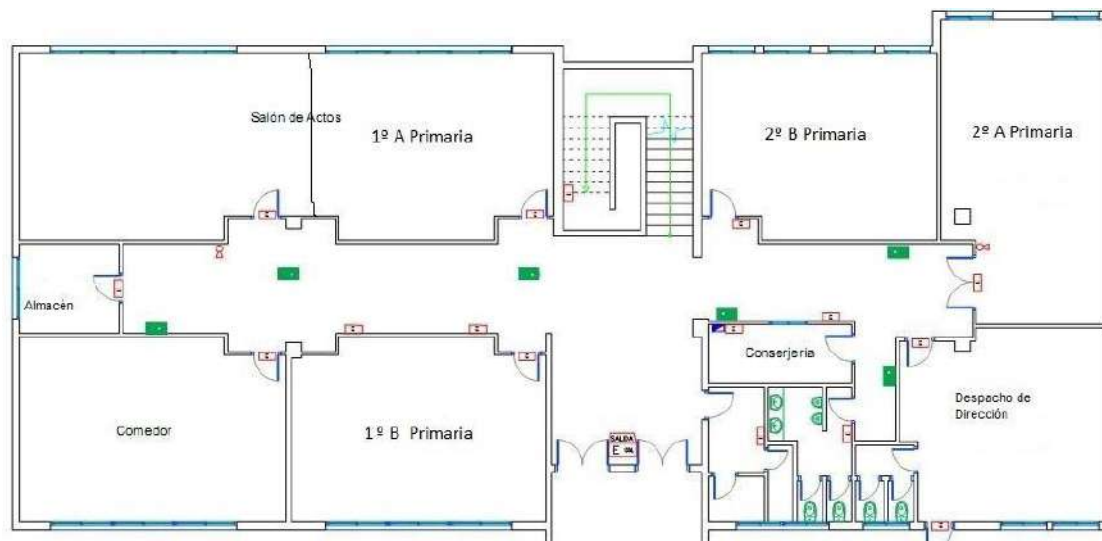 Salón de Actos
1º A Primaria
2º B Primaria
2º A Primaria
Almacén
Comedor
1º B Primaria
Conserjería
Despacho de
Dirección
SALIDA
E